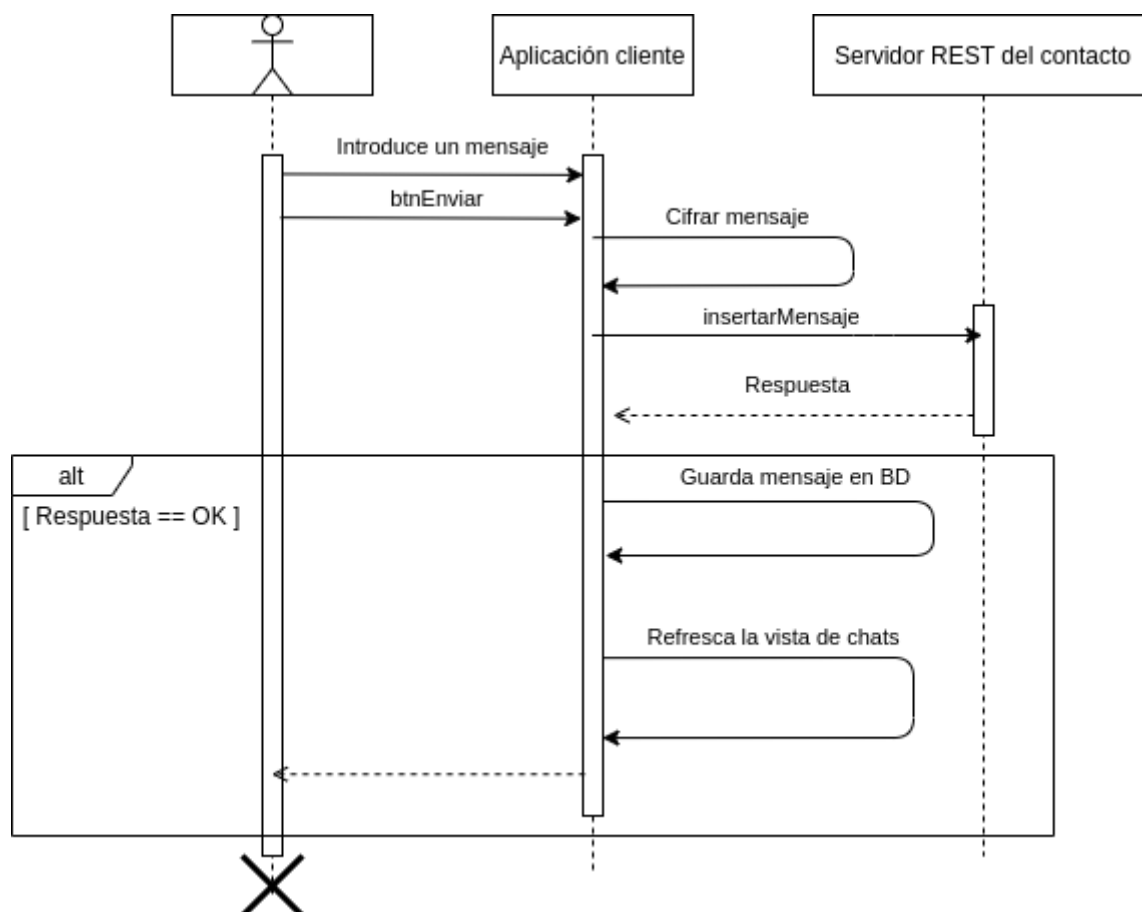 Aplicación cliente
Servidor REST del contacto
Introduce un mensaje
btnEnviar
Cifrar mensaje
insertarMensaje
Respuesta
alt
[ Respuesta == OK ]
Guarda mensaje en BD
Refresca la vista de chats